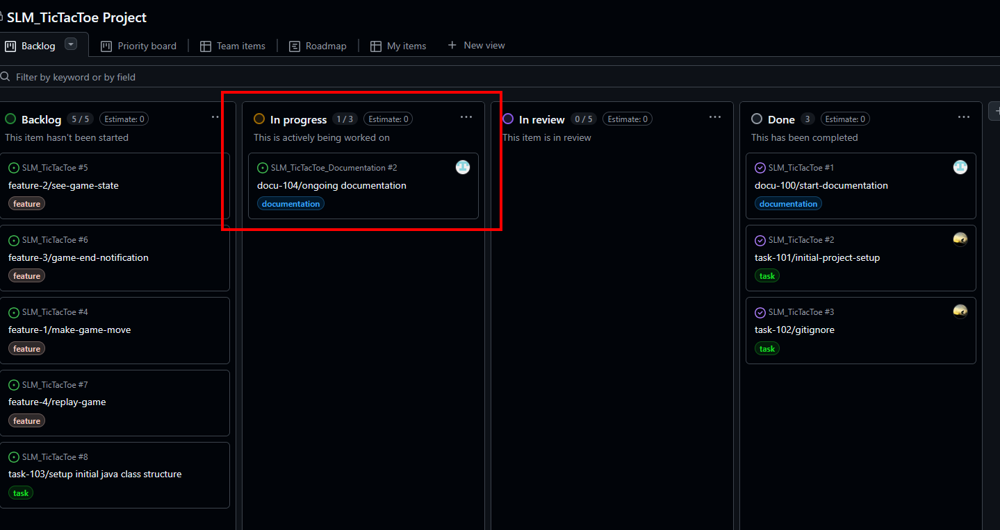 SLM_TicTacToe Project
Backlog
Priority board
Team items
Roadmap
My items
New view
Filter by keyword or by field
Backlog 5 / 5 Estimate: 0
This item hasn't been started
SLM_TicTacToe #5
feature-2/see-game-state
feature
SLM_TicTacToe #6
feature-3/game-end-notification
feature
SLM_TicTacToe #4
feature-1/make-game-move
feature
SLM_TicTacToe #7
feature-4/replay-game
feature
SLM_TicTacToe #8
task-103/setup initial java class structure
task
In progress 1 / 3 Estimate: 0
This is actively being worked on
SLM_TicTacToe_Documentation #2
docu-104/ongoing documentation
documentation
In review 0 / 5 Estimate: 0
This item is in review
Done 3 Estimate: 0
This has been completed
SLM_TicTacToe #1
docu-100/start-documentation
documentation
SLM_TicTacToe #2
task-101/initial-project-setup
task
SLM_TicTacToe #3
task-102/gitignore
task